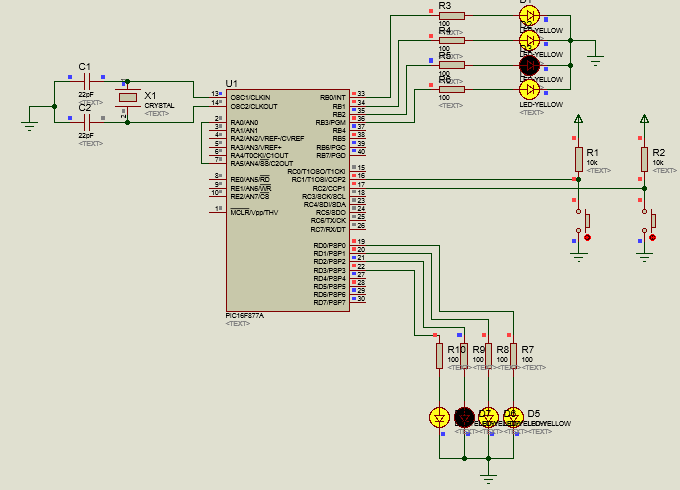 R3
100
<TEXT>
R4
100
<TEXT>
R5
100
<TEXT>
R6
100
<TEXT>
LED-YELLOW
LED-YELLOW
LED-YELLOW
LED-YELLOW
C1
22pF
<TEXT>
C2
22pF
<TEXT>
X1
CRYSTAL
<TEXT>
2
U1
13 OSC1/CLKIN
14 OSC2/CLKOUT
2 RA0/AN0
3 RA1/AN1
4 RA2/AN2/VREF-/CVREF
5 RA3/AN3/VREF+
6 RA4/T0CKI/C1OUT
7 RA5/AN4/SS/C2OUT
8 RE0/AN5/RD
9 RE1/AN6/WR
10 RE2/AN7/CS
1 MCLR/Vpp/THV
RB0/INT 33
RB1 34
RB2 35
RB3/PGM 36
RB4 37
RB5 38
RB6/PGC 39
RB7/PGD 40
RC0/T1OSO/T1CKI 15
RC1/T1OSI/CCP2 16
RC2/CCP1 17
RC3/SCK/SCL 18
RC4/SDI/SDA 23
RC5/SDO 24
RC6/TX/CK 25
RC7/RX/DT 26
RD0/PSP0 19
RD1/PSP1 20
RD2/PSP2 21
RD3/PSP3 22
RD4/PSP4 27
RD5/PSP5 28
RD6/PSP6 29
RD7/PSP7 30
PIC16F877A
<TEXT>
R1
10k
<TEXT>
R2
10k
<TEXT>
R10 R9 R8 R7
100 100 100 100
<TEXT> <TEXT> <TEXT> <TEXT>
D7 D6 D5
LED-YELLOW
<TEXT> <TEXT> <TEXT> <TEXT>